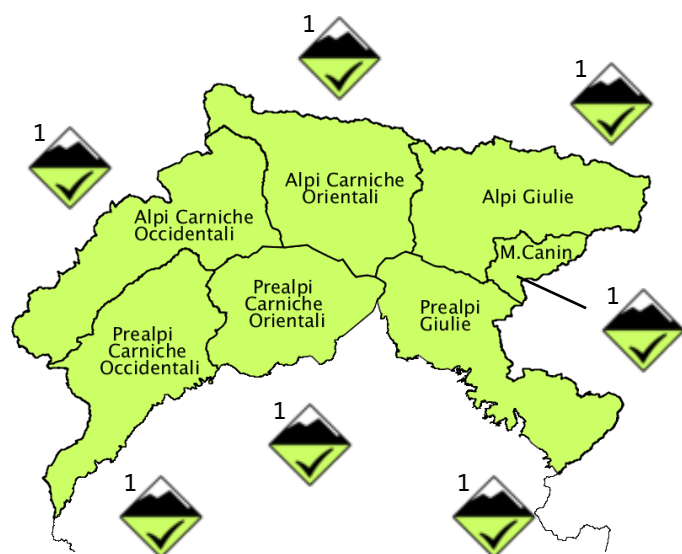 1
1
1
Alpi Carniche
Orientali
Alpi Giulie
Alpi Carniche
Occidentali
M.Canin
Prealpi
Carniche
Orientali
1
Prealpi
Giulie
Prealpi
Carniche
Occidentali
1
1
1